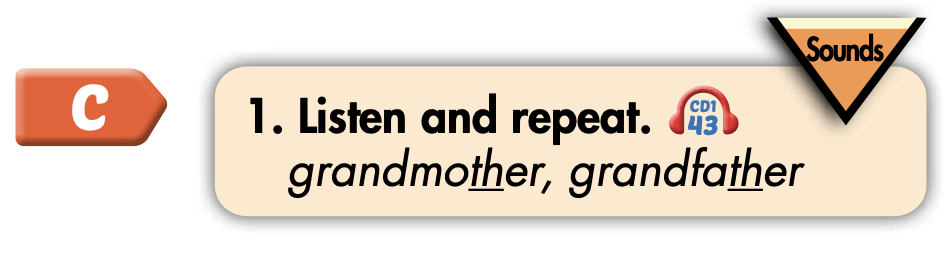 Sounds
C
1. Listen and repeat. CD1 43
grandmother, grandfather